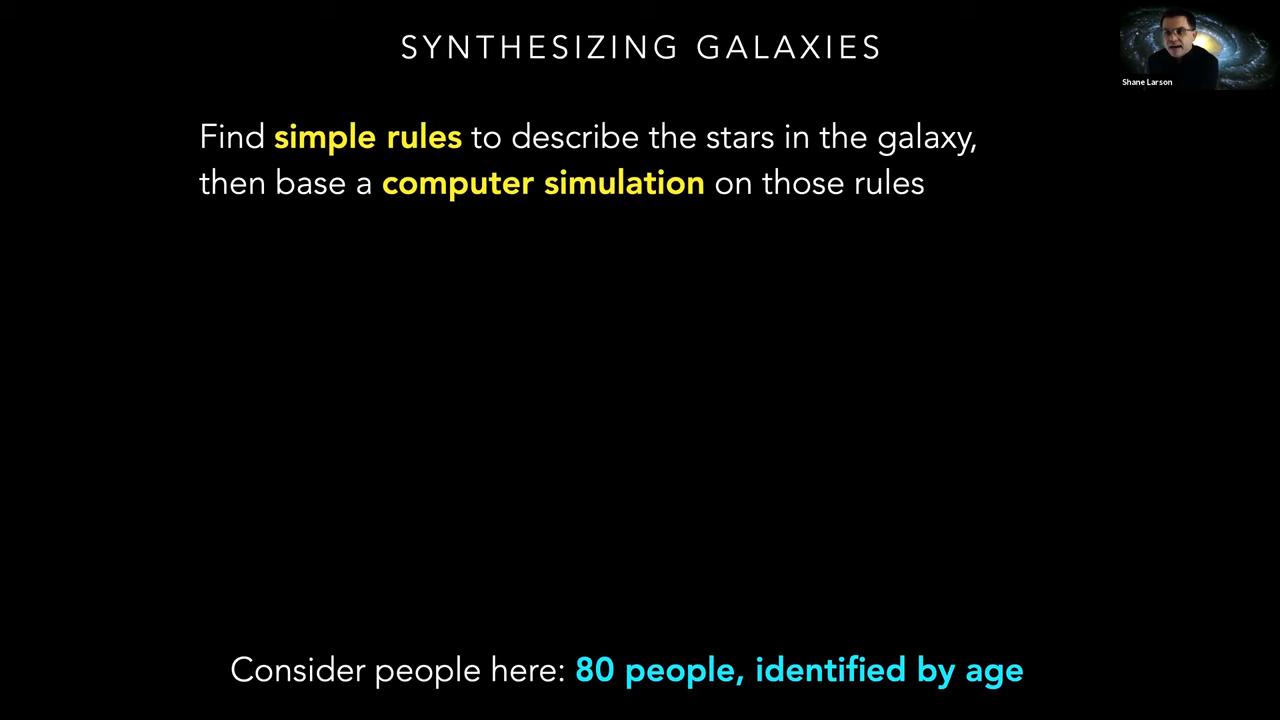 SYNTHESIZING GALAXIES
Shane Larson
Find simple rules to describe the stars in the galaxy,
then base a computer simulation on those rules
Consider people here: 80 people, identified by age